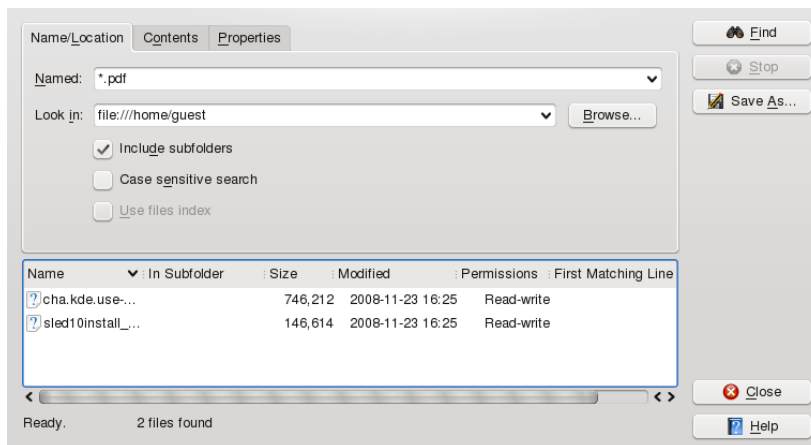 Name/Location Contents Properties
Named: *.pdf
Look in: file:///home/guest Browse...
Include subfolders
Case sensitive search
Use files index
Find
Stop
Save As...
Name In Subfolder Size Modified Permissions First Matching Line
cha.kde.use-... 746,212 2008-11-23 16:25 Read-write
sled10install_... 146,614 2008-11-23 16:25 Read-write
Ready. 2 files found
Close
Help